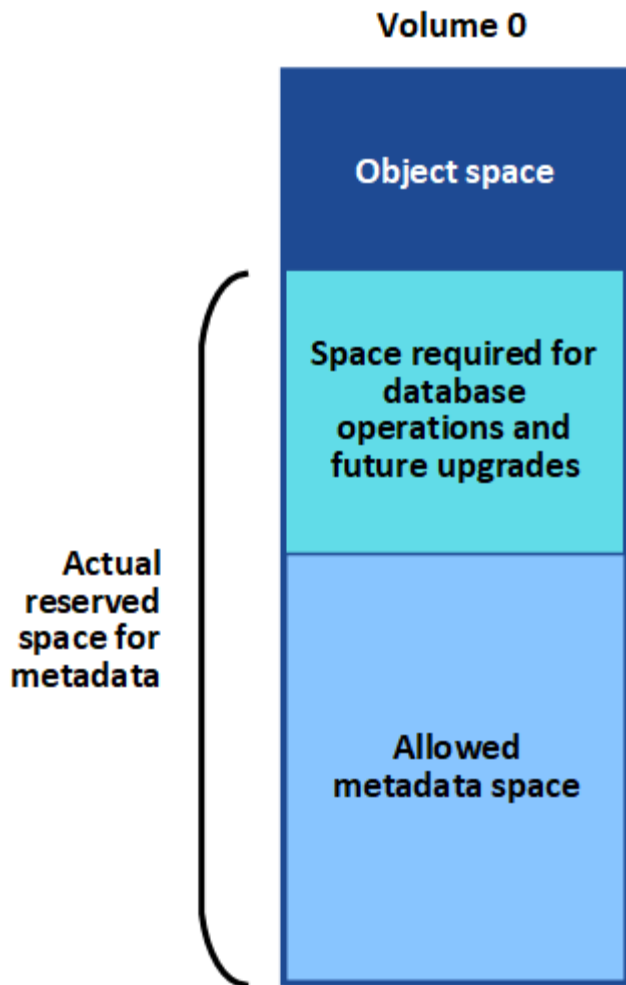 Volume 0
Object space
Space required for
database
operations and
future upgrades
Actual
reserved
space for
metadata
Allowed
metadata space